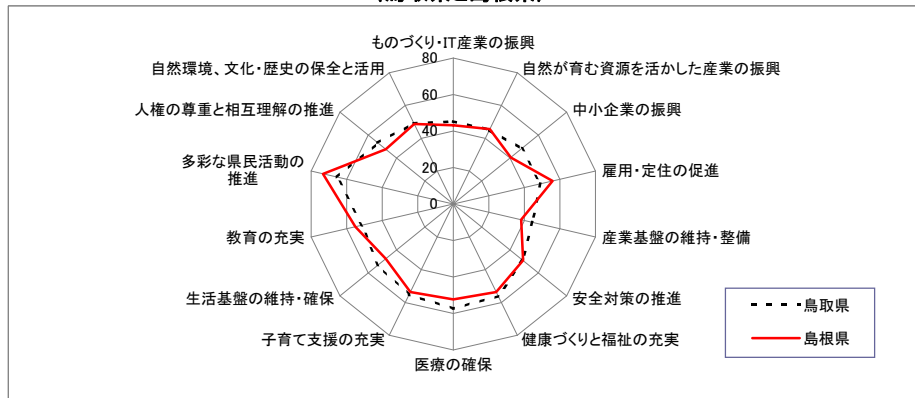 ものづくり・IT産業の振興
自然が育む資源を活かした産業の振興
中小企業の振興
雇用・定住の促進
産業基盤の維持・整備
安全対策の推進
健康づくりと福祉の充実
医療の確保
子育て支援の充実
生活基盤の維持・確保
教育の充実
多彩な県民活動の
推進
人権の尊重と相互理解の推進
自然環境、文化・歴史の保全と活用
80
60
40
20
0
鳥取県
島根県